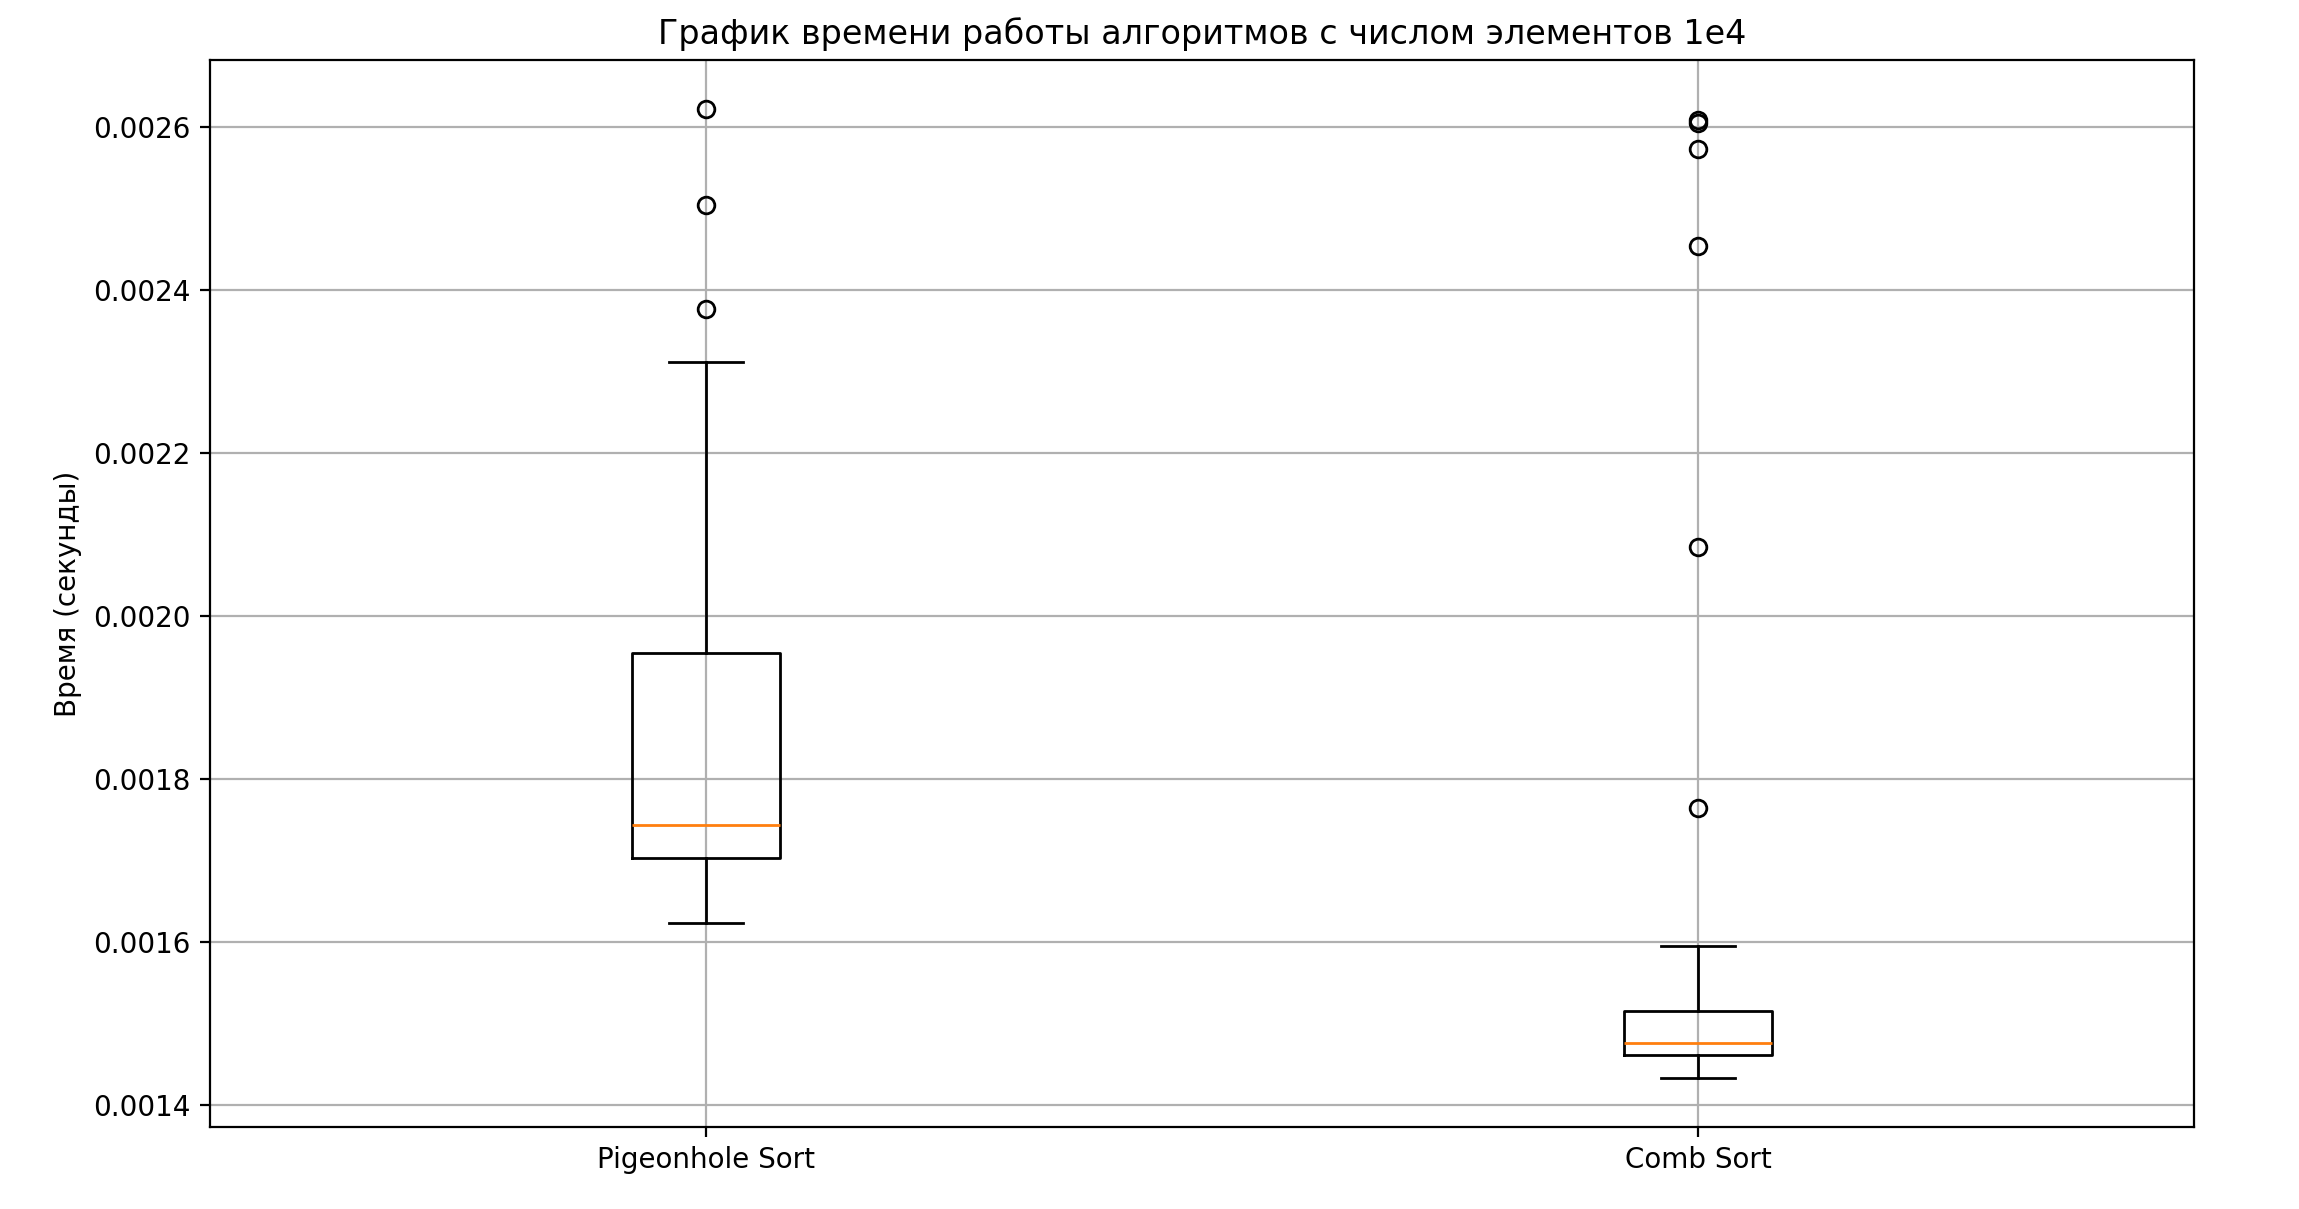 График времени работы алгоритмов с числом элементов 1e4
0.0026
0.0024
0.0022
0.0020
0.0018
0.0016
0.0014
Время (секунды)
Pigeonhole Sort
Comb Sort